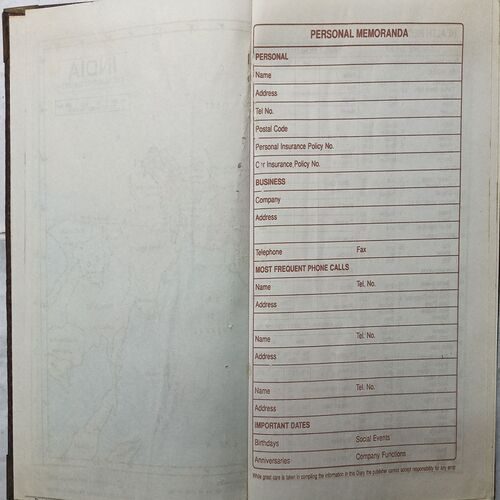 INDIA
PERSONAL MEMORANDA
PERSONAL
Name
Address
Tel No.
Postal Code
Personal Insurance Policy No.
Car Insurance Policy No.
BUSINESS
Company
Address
Telephone Fax
MOST FREQUENT PHONE CALLS
Name Tel. No.
Address
Name Tel. No.
Address
Name Tel. No.
Address
IMPORTANT DATES
Birthdays Social Events
Anniversaries Company Functions
While great care is taken in compiling the information in this Diary the publisher cannot accept responsibility for any error